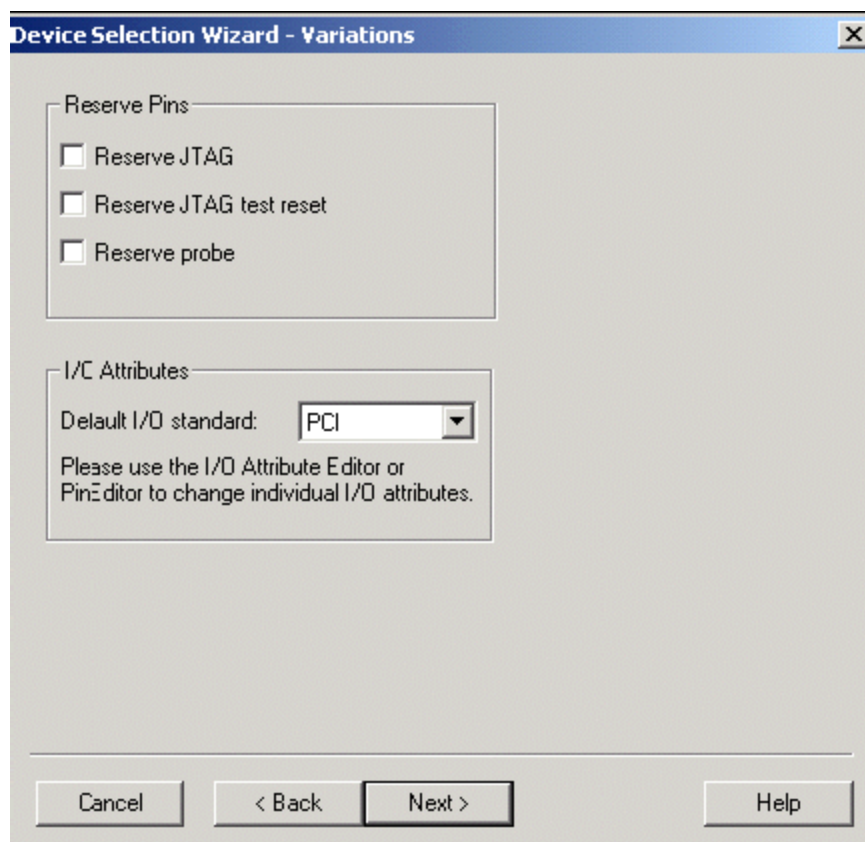 Device Selection Wizard - Variations
Reserve Pins
Reserve JTAG
Reserve JTAG test reset
Reserve probe
I/O Attributes
Default I/O standard:
PCI
Please use the I/O Attribute Editor or
PinEditor to change individual I/O attributes.
Cancel
< Back
Next >
Help